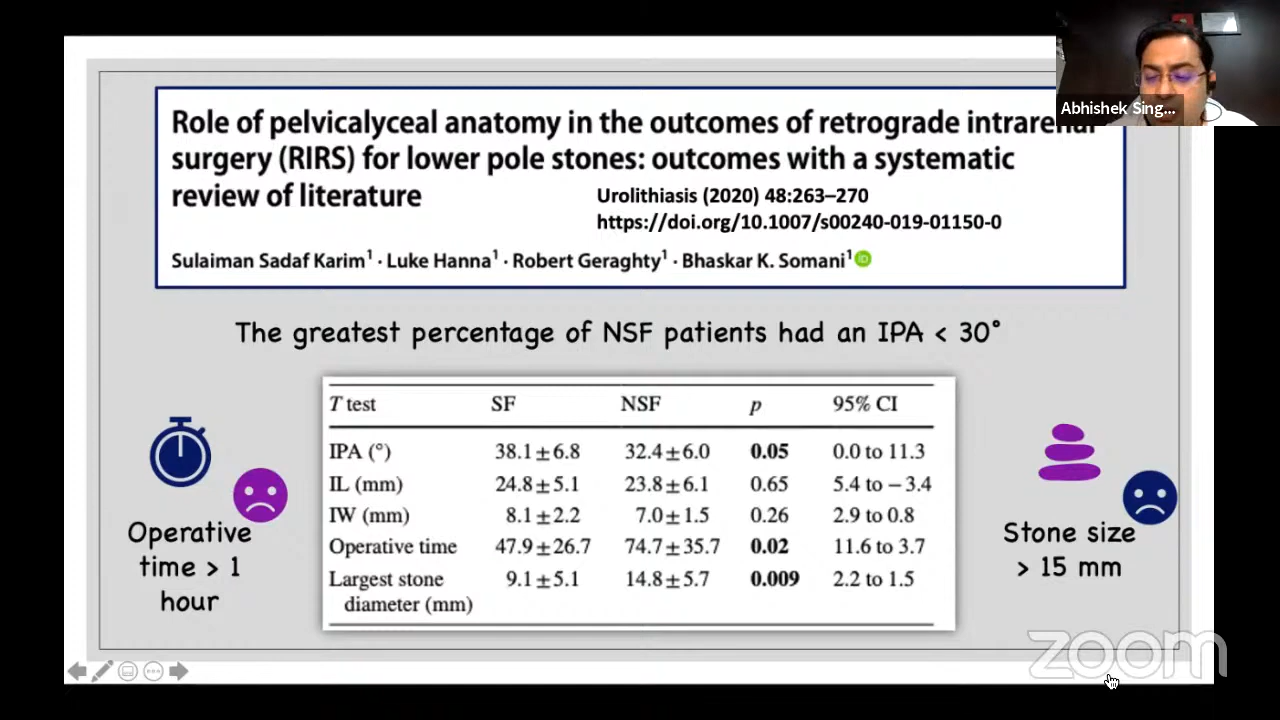 Abhishek Sing...
Role of pelvicalyceal anatomy in the outcomes of retrograde intrarenal
surgery (RIRS) for lower pole stones: outcomes with a systematic
review of literature
Urolithiasis (2020) 48:263–270
https://doi.org/10.1007/s00240-019-01150-0
Sulaiman Sadaf Karim¹ · Luke Hanna¹ · Robert Geraghty¹ · Bhaskar K. Somani¹ iD
The greatest percentage of NSF patients had an IPA < 30°
T test SF NSF p 95% CI
IPA (°) 38.1±6.8 32.4±6.0 0.05 0.0 to 11.3
IL (mm) 24.8±5.1 23.8±6.1 0.65 5.4 to −3.4
IW (mm) 8.1±2.2 7.0±1.5 0.26 2.9 to 0.8
Operative time 47.9±26.7 74.7±35.7 0.02 11.6 to 3.7
Largest stone 9.1±5.1 14.8±5.7 0.009 2.2 to 1.5
diameter (mm)
Operative
time > 1
hour
Stone size
> 15 mm
zoom